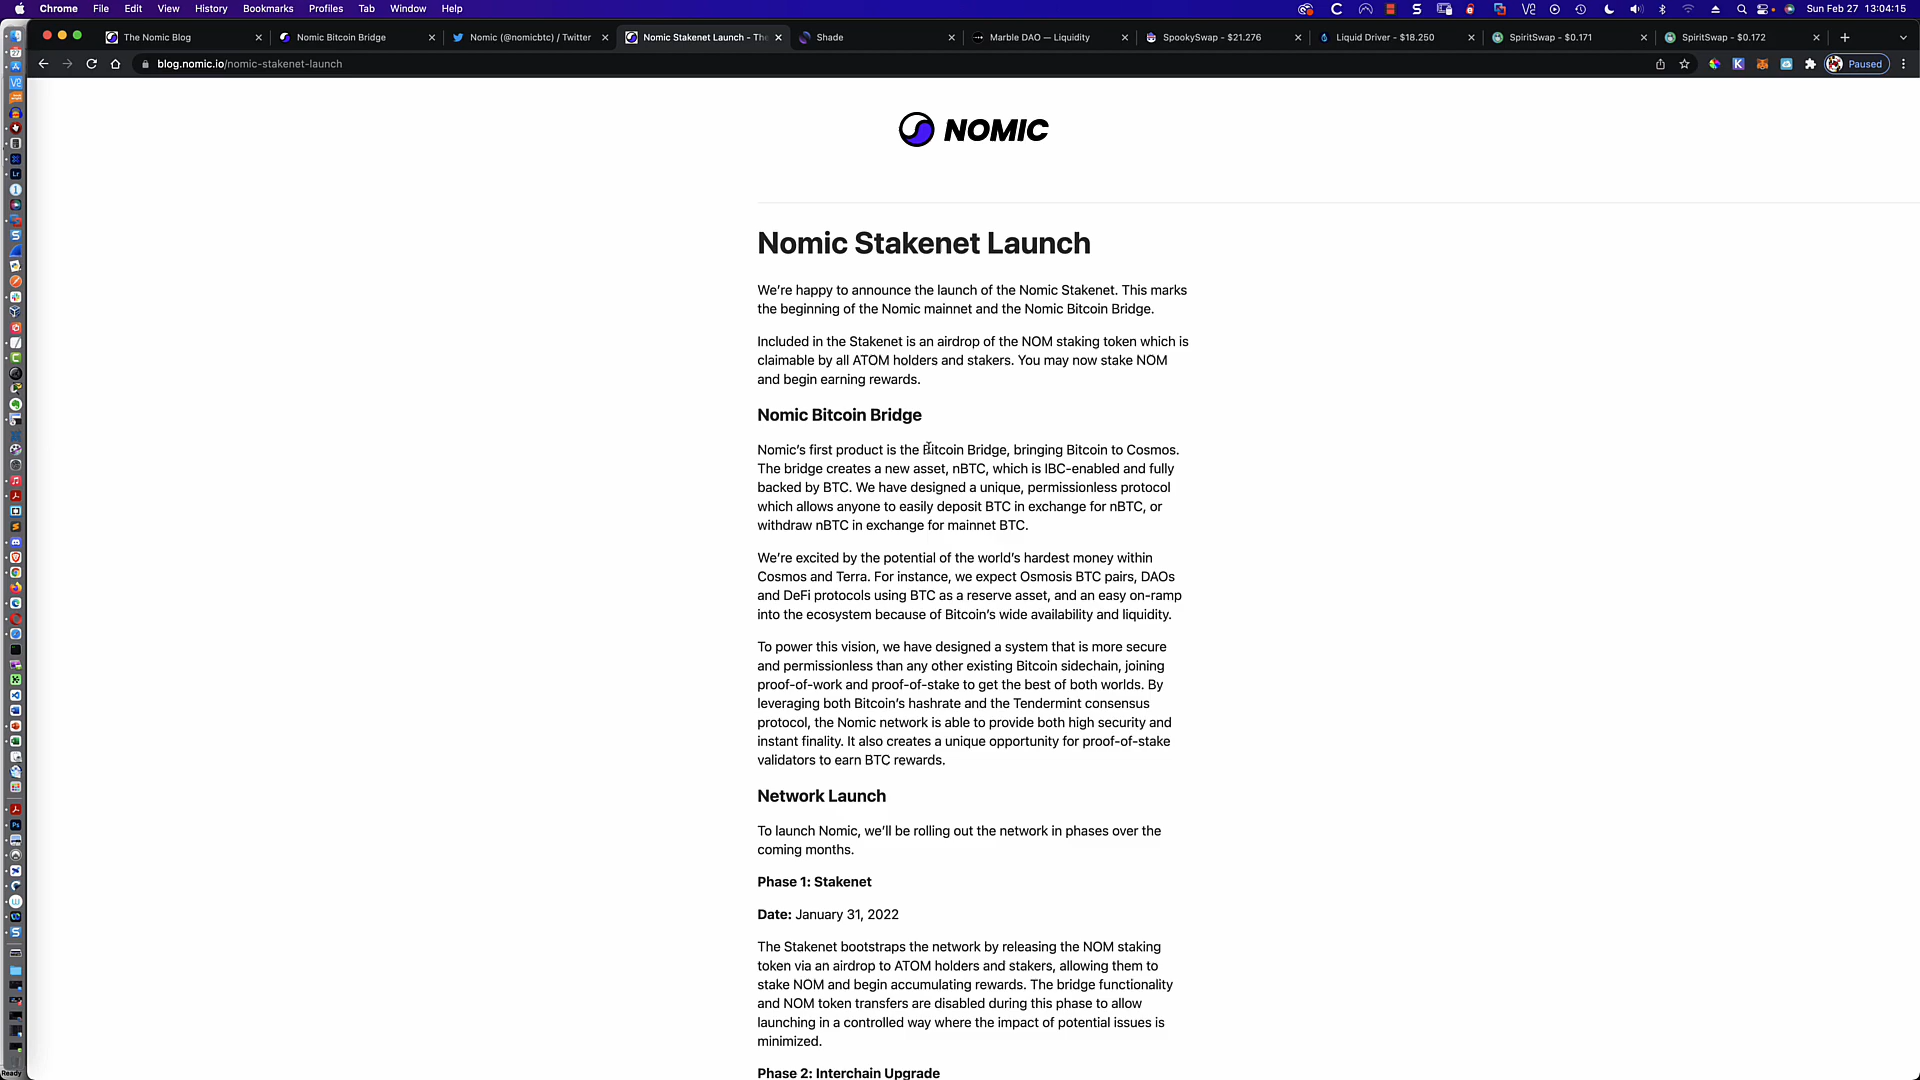 Chrome File Edit View History Bookmarks Profiles Tab Window Help Sun Feb 27 13:04:15
The Nomic Blog Nomic Bitcoin Bridge Nomic (@nomicbtc) / Twitter Nomic Stakenet Launch - The Shade Marble DAO — Liquidity SpookySwap - $21.276 Liquid Driver - $18.250 SpiritSwap - $0.171 SpiritSwap - $0.172
blog.nomic.io/nomic-stakenet-launch Paused
NOMIC
Nomic Stakenet Launch
We’re happy to announce the launch of the Nomic Stakenet. This marks
the beginning of the Nomic mainnet and the Nomic Bitcoin Bridge.
Included in the Stakenet is an airdrop of the NOM staking token which is
claimable by all ATOM holders and stakers. You may now stake NOM
and begin earning rewards.
Nomic Bitcoin Bridge
Nomic’s first product is the Bitcoin Bridge, bringing Bitcoin to Cosmos.
The bridge creates a new asset, nBTC, which is IBC-enabled and fully
backed by BTC. We have designed a unique, permissionless protocol
which allows anyone to easily deposit BTC in exchange for nBTC, or
withdraw nBTC in exchange for mainnet BTC.
We’re excited by the potential of the world’s hardest money within
Cosmos and Terra. For instance, we expect Osmosis BTC pairs, DAOs
and DeFi protocols using BTC as a reserve asset, and an easy on-ramp
into the ecosystem because of Bitcoin’s wide availability and liquidity.
To power this vision, we have designed a system that is more secure
and permissionless than any other existing Bitcoin sidechain, joining
proof-of-work and proof-of-stake to get the best of both worlds. By
leveraging both Bitcoin’s hashrate and the Tendermint consensus
protocol, the Nomic network is able to provide both high security and
instant finality. It also creates a unique opportunity for proof-of-stake
validators to earn BTC rewards.
Network Launch
To launch Nomic, we’ll be rolling out the network in phases over the
coming months.
Phase 1: Stakenet
Date: January 31, 2022
The Stakenet bootstraps the network by releasing the NOM staking
token via an airdrop to ATOM holders and stakers, allowing them to
stake NOM and begin accumulating rewards. The bridge functionality
and NOM token transfers are disabled during this phase to allow
launching in a controlled way where the impact of potential issues is
minimized.
Phase 2: Interchain Upgrade
Ready